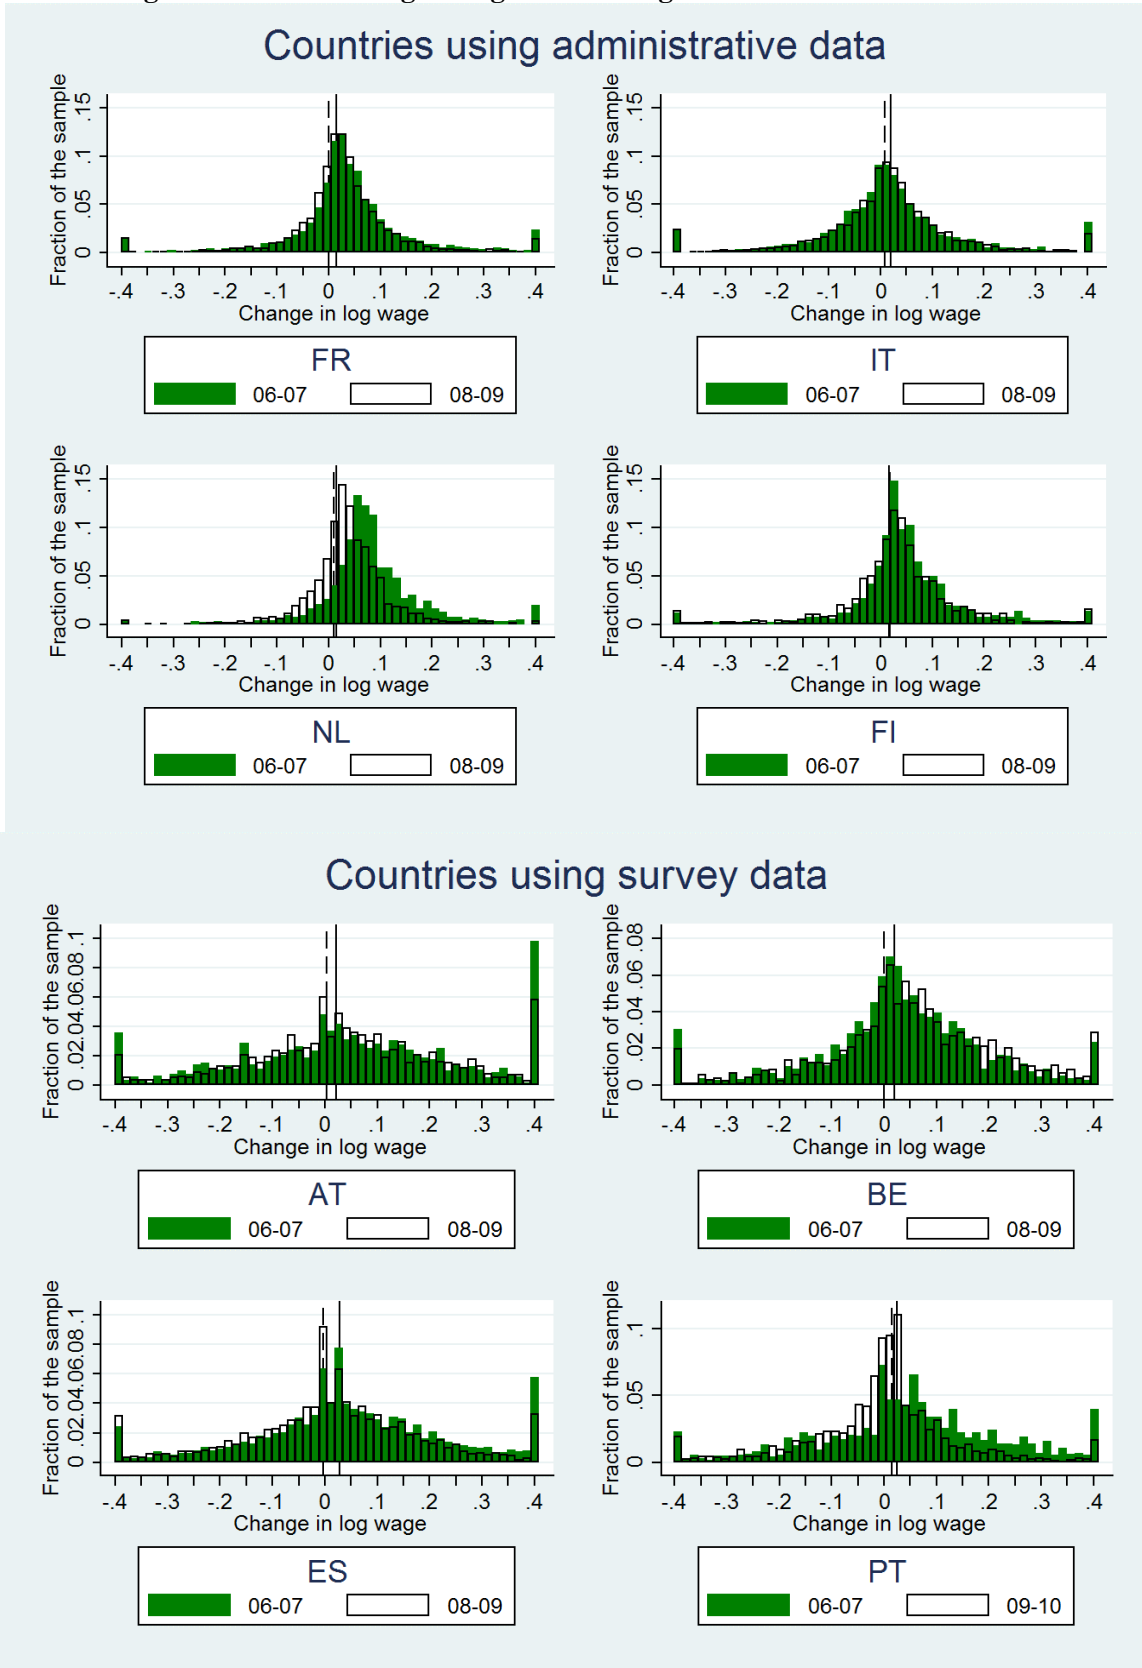 Countries using administrative data
Fraction of the sample
0 .05 .1 .15
-.4 -.3 -.2 -.1 0 .1 .2 .3 .4
Change in log wage
FR
06-07 08-09
Fraction of the sample
0 .05 .1 .15
-.4 -.3 -.2 -.1 0 .1 .2 .3 .4
Change in log wage
IT
06-07 08-09
Fraction of the sample
0 .05 .1 .15
-.4 -.3 -.2 -.1 0 .1 .2 .3 .4
Change in log wage
NL
06-07 08-09
Fraction of the sample
0 .05 .1 .15
-.4 -.3 -.2 -.1 0 .1 .2 .3 .4
Change in log wage
FI
06-07 08-09
Countries using survey data
Fraction of the sample
0 .02 .04 .06 .08 .1
-.4 -.3 -.2 -.1 0 .1 .2 .3 .4
Change in log wage
AT
06-07 08-09
Fraction of the sample
0 .02 .04 .06 .08
-.4 -.3 -.2 -.1 0 .1 .2 .3 .4
Change in log wage
BE
06-07 08-09
Fraction of the sample
0 .02 .04 .06 .08 .1
-.4 -.3 -.2 -.1 0 .1 .2 .3 .4
Change in log wage
ES
06-07 08-09
Fraction of the sample
0 .05 .1
-.4 -.3 -.2 -.1 0 .1 .2 .3 .4
Change in log wage
PT
06-07 09-10